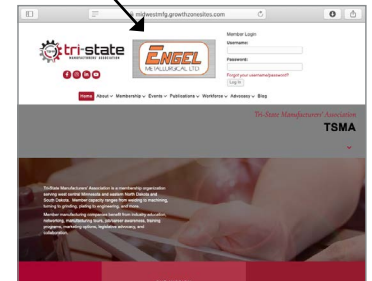 midwestmfg.growthzonesites.com
Member Login
Username:
Password:
Forgot your username/password?
Log In
tri-state
MANUFACTURERS' ASSOCIATION
ENGEL
METALLURGICAL LTD
Home About Membership Events Publications Workforce Advocacy Blog
Tri-State Manufacturers' Association
TSMA
Tri-State Manufacturers' Association is a membership organization
serving west central Minnesota and eastern North Dakota and
South Dakota. Member capacity ranges from welding to machining,
forming to grinding, plating to engineering, and more.
Member manufacturing companies benefit from industry education,
networking, manufacturing tours, job/career awareness, training
programs, marketing options, legislative advocacy, and
collaboration.